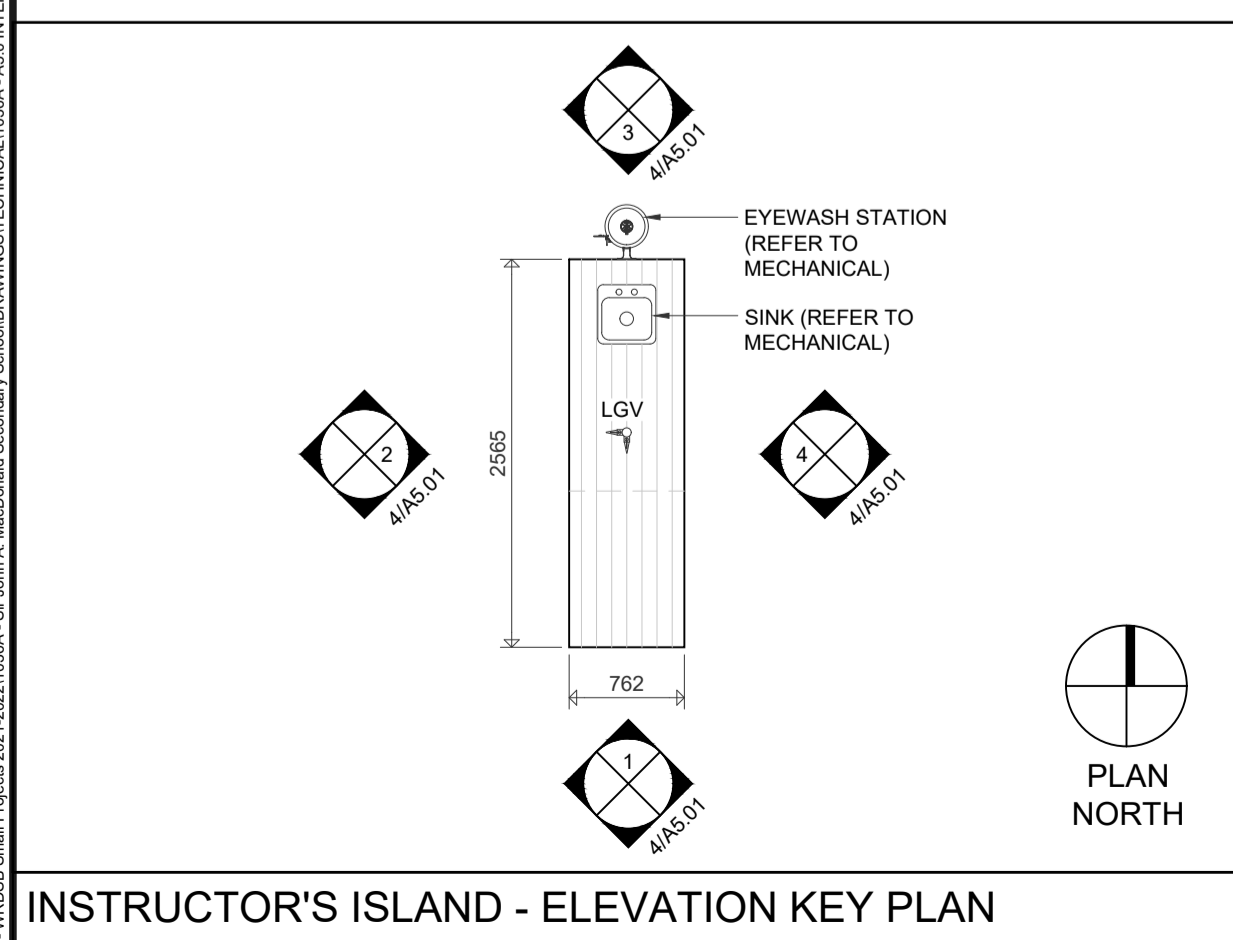 3
4/A5.01
EYEWASH STATION
(REFER TO
MECHANICAL)
SINK (REFER TO
MECHANICAL)
LGV
2
4/A5.01
2565
4
4/A5.01
762
1
4/A5.01
PLAN
NORTH
INSTRUCTOR'S ISLAND - ELEVATION KEY PLAN